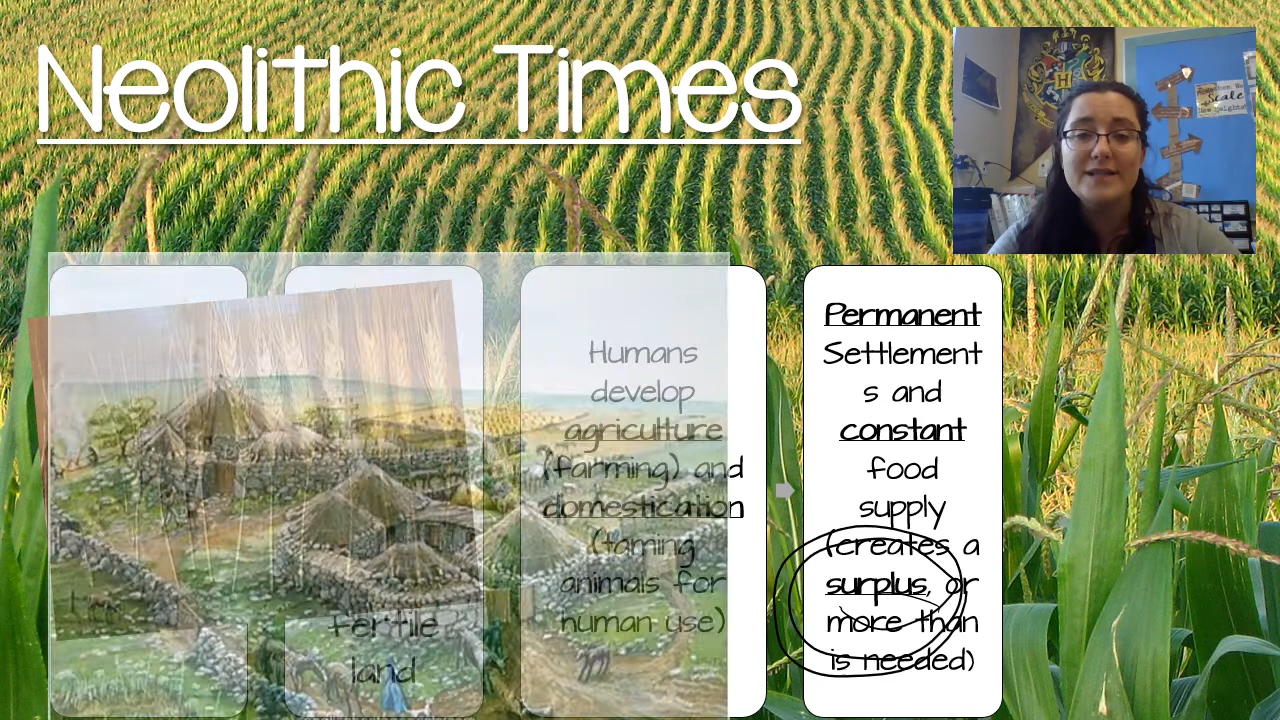 Neolithic Times
Scale
fertile
land
Humans
develop
agriculture
(farming) and
domestication
(taming
animals for
human use)
Permanent
Settlement
s and
constant
food
supply
(creates a
surplus, or
more than
is needed)